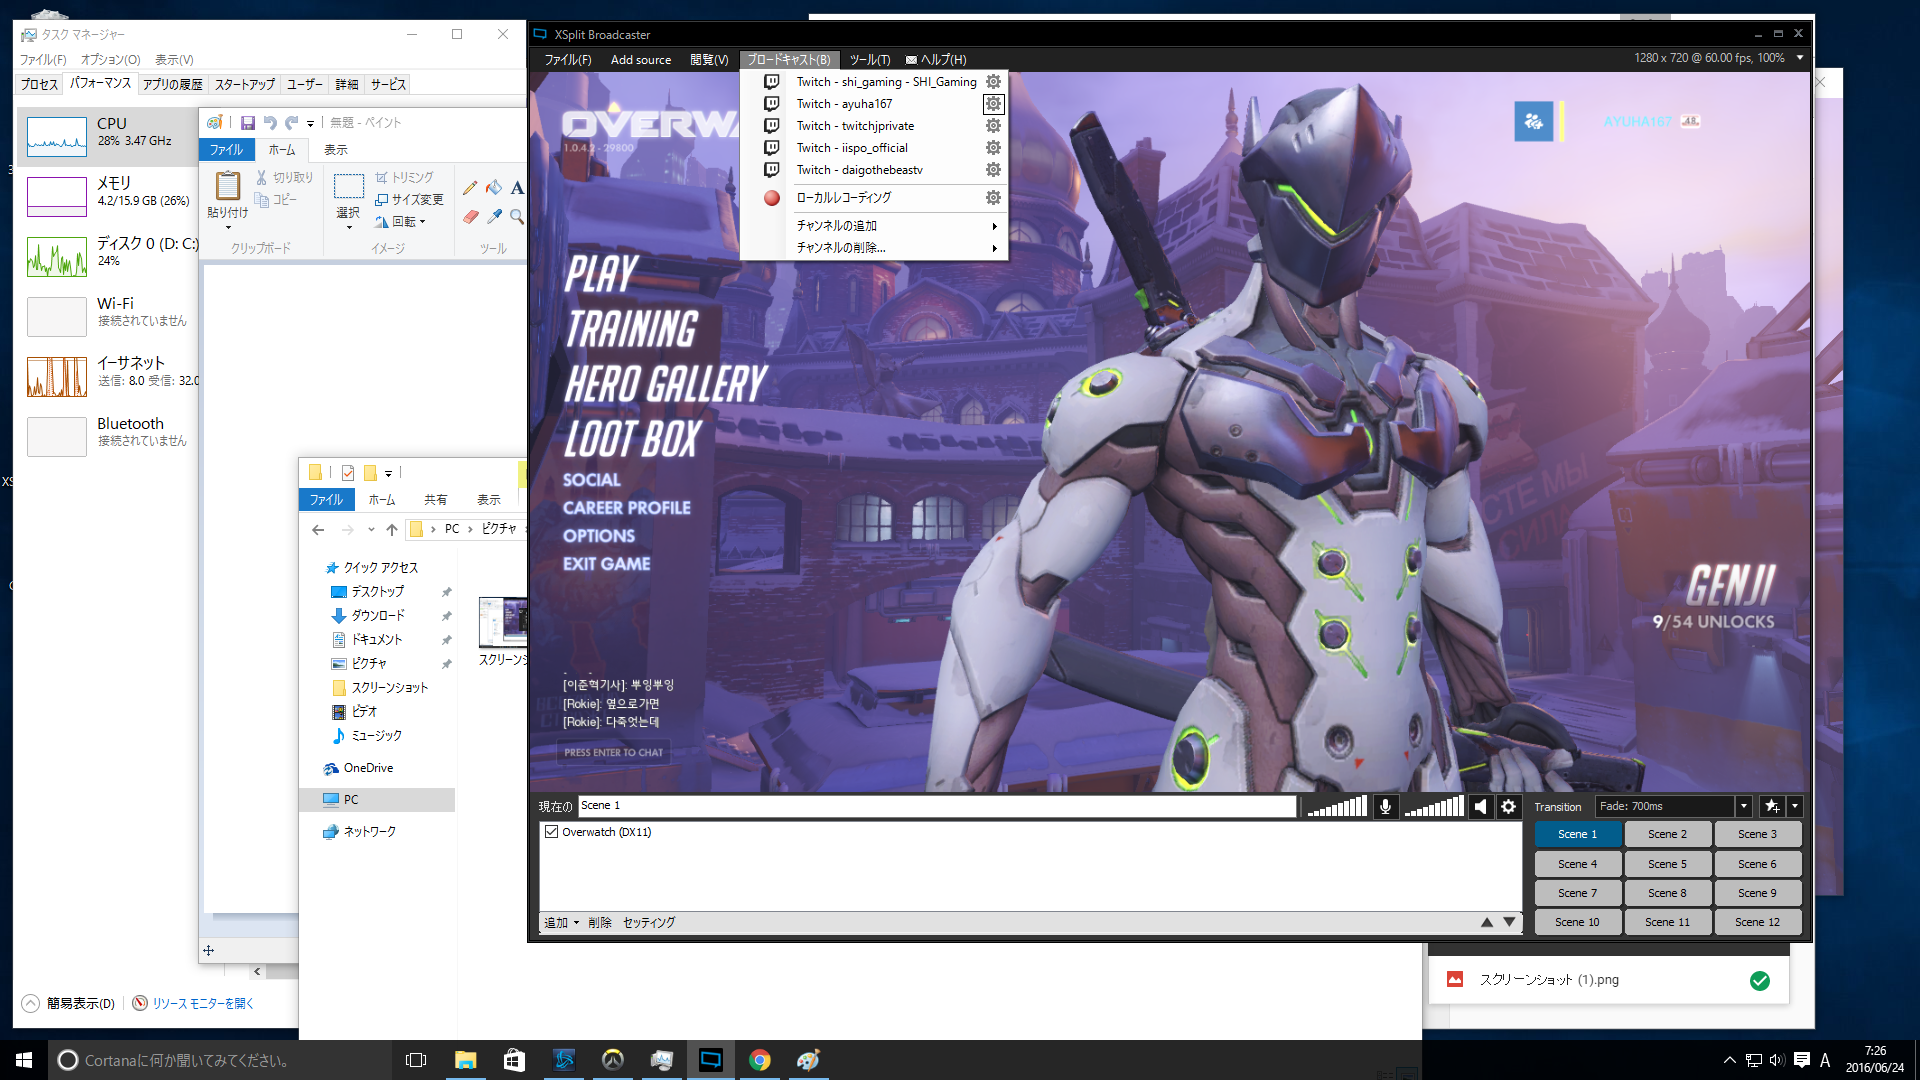 タスク マネージャー
ファイル(F) オプション(O) 表示(V)
プロセス パフォーマンス アプリの履歴 スタートアップ ユーザー 詳細 サービス
CPU
28% 3.47 GHz
メモリ
4.2/15.9 GB (26%)
ディスク 0 (D: C:)
24%
Wi-Fi
接続されていません
イーサネット
送信: 8.0 受信: 32.0
Bluetooth
接続されていません
簡易表示(D)
リソース モニターを開く
無題 - ペイント
ファイル ホーム 表示
貼り付け
切り取り
コピー
クリップボード
選択
トリミング
サイズ変更
回転
イメージ
A
ツール
ファイル ホーム 共有 表示
PC ピクチャ
クイック アクセス
デスクトップ
ダウンロード
ドキュメント
ピクチャ
スクリーンショット
ビデオ
ミュージック
OneDrive
PC
ネットワーク
スクリーンシ
XSplit Broadcaster
ファイル(F) Add source 閲覧(V) ブロードキャスト(B) ツール(T) ヘルプ(H)
1280 x 720 @ 60.00 fps, 100%
Twitch - shi_gaming - SHI_Gaming
Twitch - ayuha167
Twitch - twitchjprivate
Twitch - iispo_official
Twitch - daigothebeastv
ローカルレコーディング
チャンネルの追加
チャンネルの削除...
OVERWA
1.0.4.2 - 29800
AYUHA167 48
PLAY
TRAINING
HERO GALLERY
LOOT BOX
SOCIAL
CAREER PROFILE
OPTIONS
EXIT GAME
GENJI
9/54 UNLOCKS
[이준혁기사]: 뿌잉뿌잉
[Rokie]: 옆으로가면
[Rokie]: 다죽엇는데
PRESS ENTER TO CHAT
現在の Scene 1
Overwatch (DX11)
追加 削除 セッティング
Transition Fade: 700ms
Scene 1 Scene 2 Scene 3
Scene 4 Scene 5 Scene 6
Scene 7 Scene 8 Scene 9
Scene 10 Scene 11 Scene 12
スクリーンショット (1).png
Cortanaに何か聞いてみてください。
A
7:26
2016/06/24